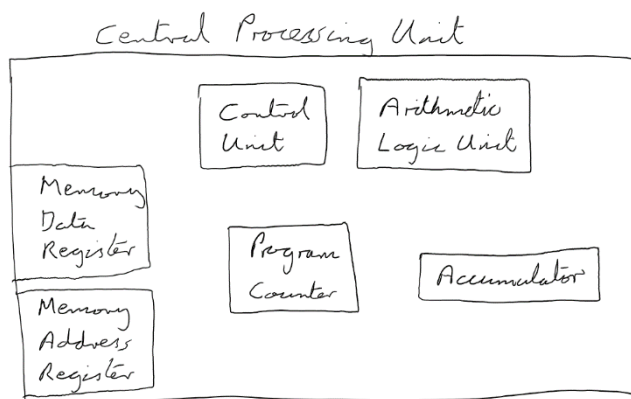 Central Processing Unit
Control
Unit
Arithmetic
Logic Unit
Memory
Data
Register
Program
Counter
Accumulator
Memory
Address
Register